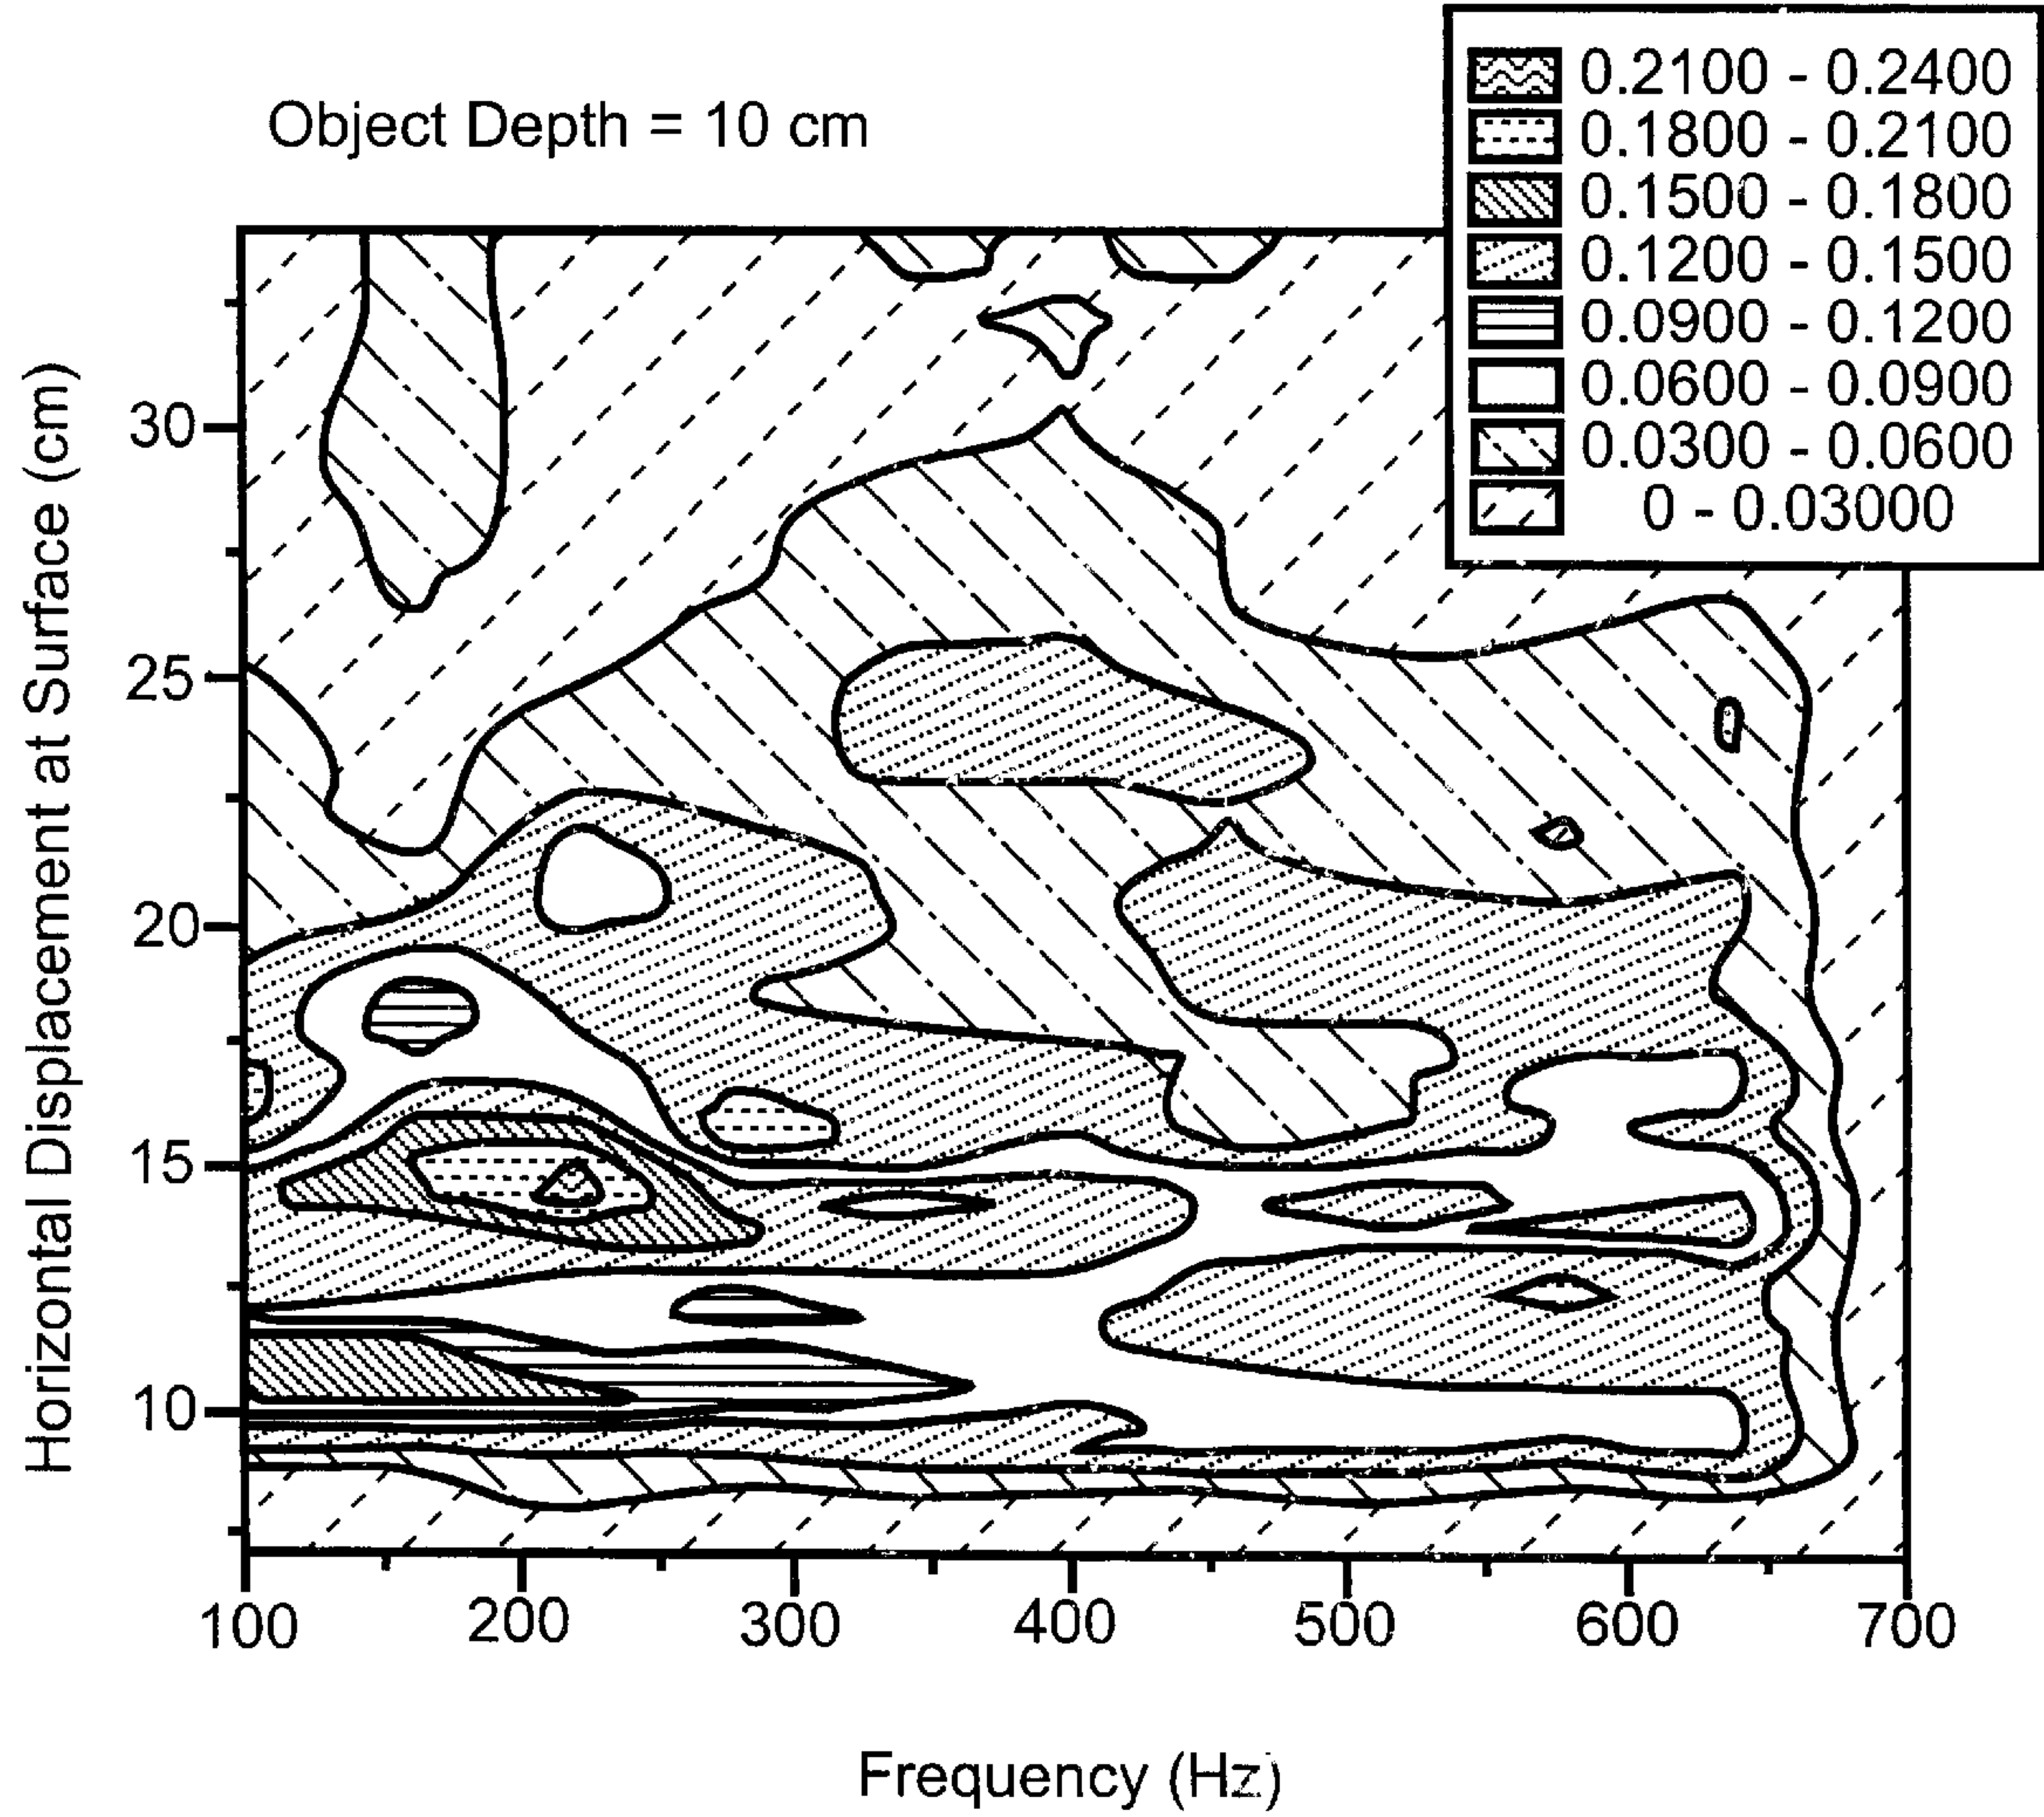 0.2100 - 0.2400
0.1800 - 0.2100
0.1500 - 0.1800
0.1200 - 0.1500
0.0900 - 0.1200
0.0600 - 0.0900
0.0300 - 0.0600
0 - 0.03000
Object Depth = 10 cm
Horizontal Displacement at Surface (cm)
30
25
20
15
10
100 200 300 400 500 600 700
Frequency (Hz)